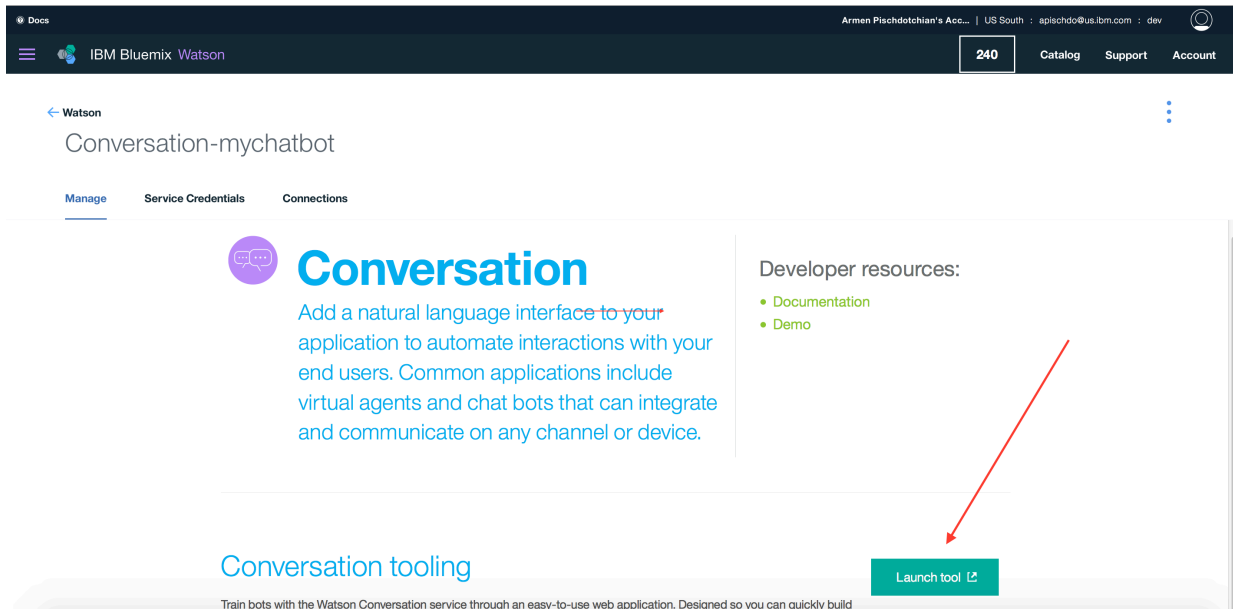 Docs
Armen Pischdotchian's Acc... | US South : apischdo@us.ibm.com : dev
IBM Bluemix Watson
240 Catalog Support Account
← Watson
Conversation-mychatbot
Manage Service Credentials Connections
Conversation
Add a natural language interface to your
application to automate interactions with your
end users. Common applications include
virtual agents and chat bots that can integrate
and communicate on any channel or device.
Developer resources:
• Documentation
• Demo
Conversation tooling
Launch tool
Train bots with the Watson Conversation service through an easy-to-use web application. Designed so you can quickly build